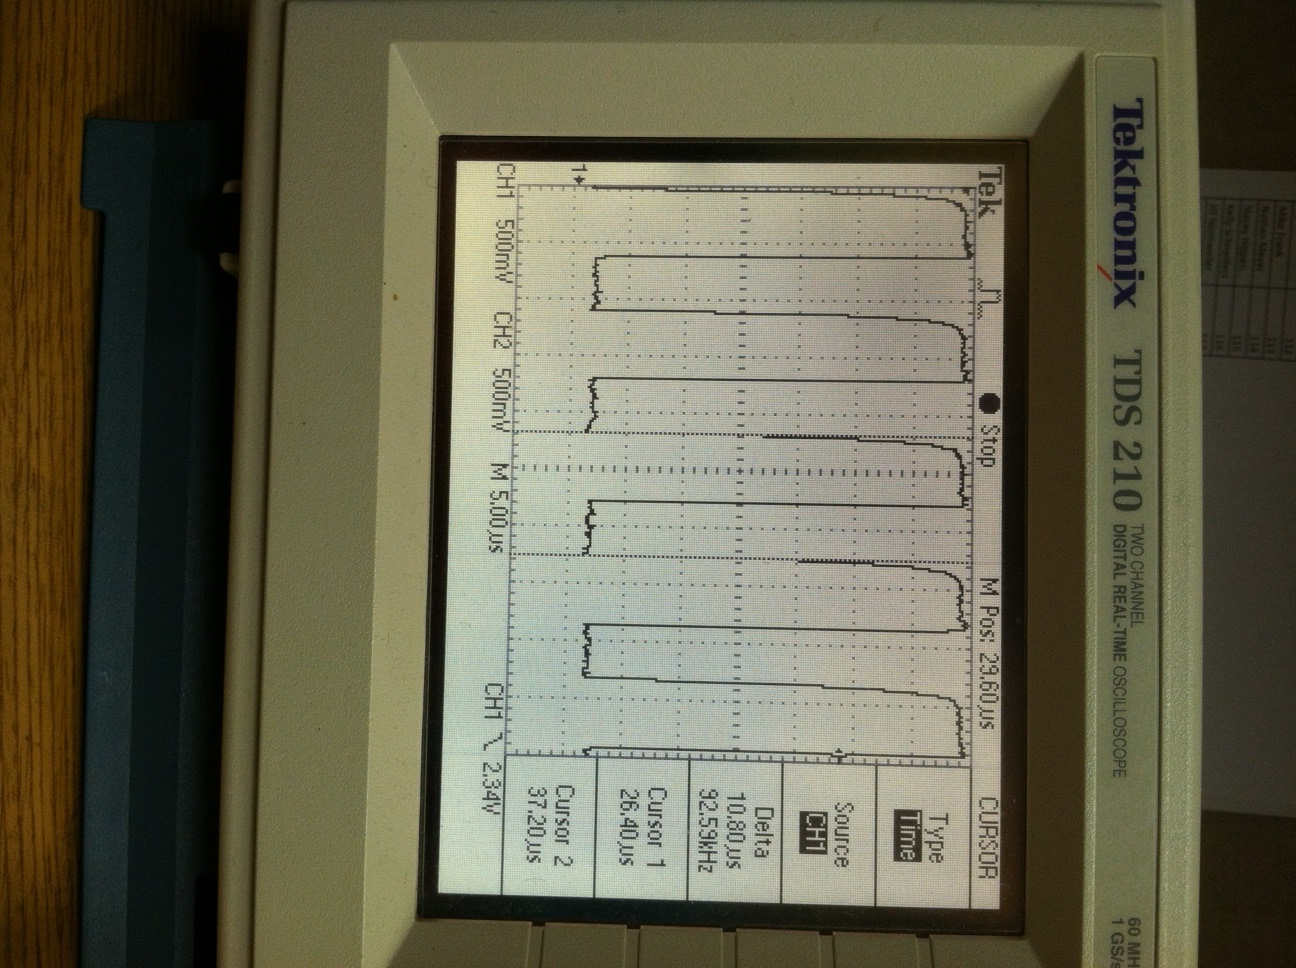 Tektronix TDS 210 TWO CHANNEL
DIGITAL REAL-TIME OSCILLOSCOPE
60 MH
1 GS/s
Tek Stop M Pos: 29.60µs CURSOR
Type
Time
Source
CH1
Delta
10.80µs
92.59kHz
Cursor 1
26.40µs
Cursor 2
37.20µs
1
CH1 500mV CH2 500mV M 5.00µs CH1 2.34V